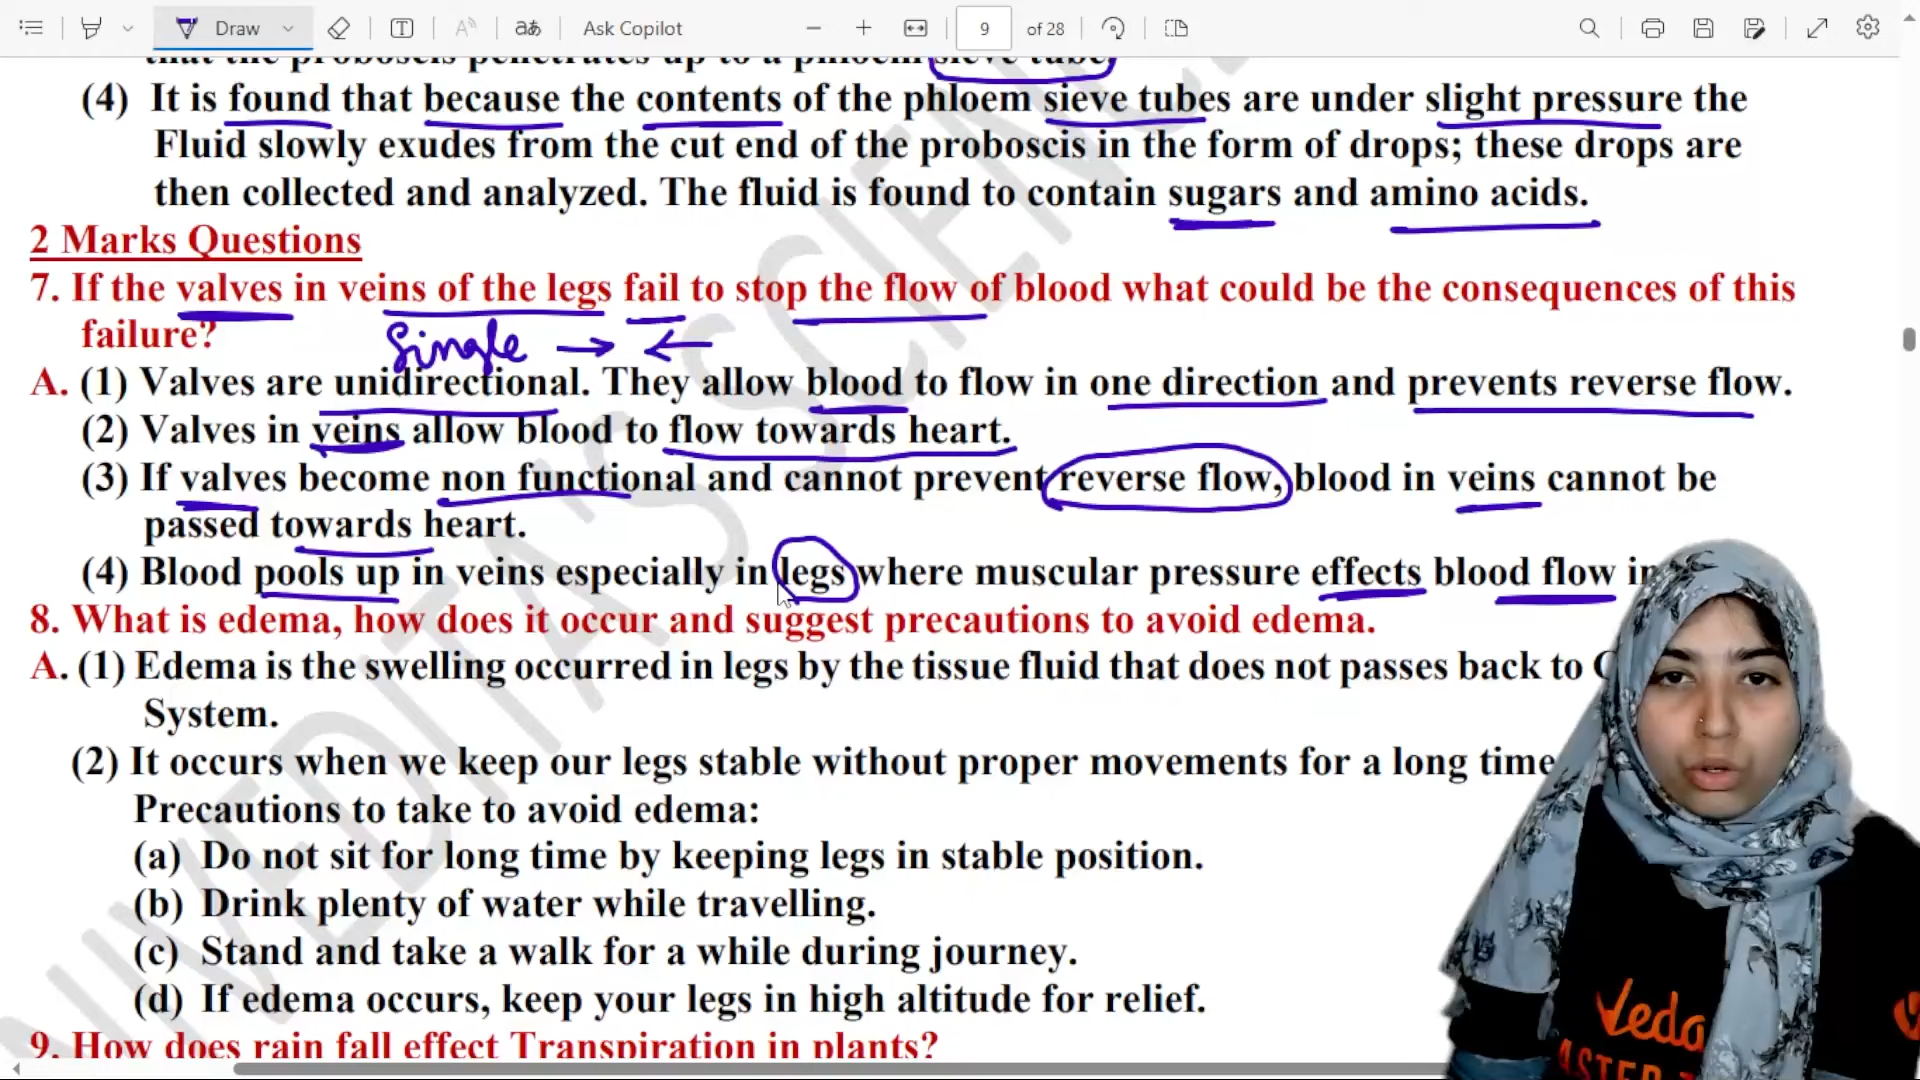 Draw
Ask Copilot
9 of 28
that the proboscis penetrates up to a phloem sieve tube.
(4) It is found that because the contents of the phloem sieve tubes are under slight pressure the
Fluid slowly exudes from the cut end of the proboscis in the form of drops; these drops are
then collected and analyzed. The fluid is found to contain sugars and amino acids.
2 Marks Questions
7. If the valves in veins of the legs fail to stop the flow of blood what could be the consequences of this
failure?
Single → ←
A. (1) Valves are unidirectional. They allow blood to flow in one direction and prevents reverse flow.
(2) Valves in veins allow blood to flow towards heart.
(3) If valves become non functional and cannot prevent reverse flow, blood in veins cannot be
passed towards heart.
(4) Blood pools up in veins especially in legs where muscular pressure effects blood flow in
8. What is edema, how does it occur and suggest precautions to avoid edema.
A. (1) Edema is the swelling occurred in legs by the tissue fluid that does not passes back to
System.
(2) It occurs when we keep our legs stable without proper movements for a long time
Precautions to take to avoid edema:
(a) Do not sit for long time by keeping legs in stable position.
(b) Drink plenty of water while travelling.
(c) Stand and take a walk for a while during journey.
(d) If edema occurs, keep your legs in high altitude for relief.
9. How does rain fall effect Transpiration in plants?
Veda